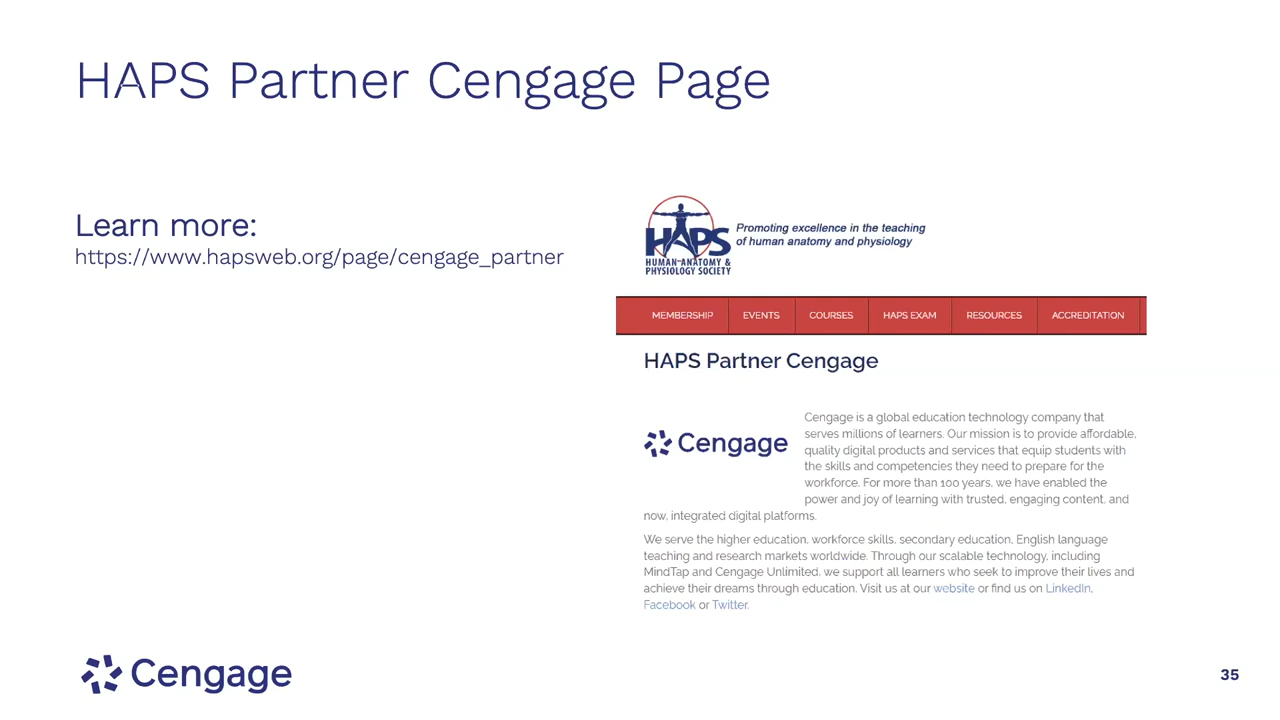 HAPS Partner Cengage Page
Learn more:
https://www.hapsweb.org/page/cengage_partner
HAPS
HUMAN-ANATOMY &
PHYSIOLOGY SOCIETY
Promoting excellence in the teaching
of human anatomy and physiology
MEMBERSHIP EVENTS COURSES HAPS EXAM RESOURCES ACCREDITATION
HAPS Partner Cengage
Cengage
Cengage is a global education technology company that
serves millions of learners. Our mission is to provide affordable,
quality digital products and services that equip students with
the skills and competencies they need to prepare for the
workforce. For more than 100 years, we have enabled the
power and joy of learning with trusted, engaging content, and
now, integrated digital platforms.
We serve the higher education, workforce skills, secondary education, English language
teaching and research markets worldwide. Through our scalable technology, including
MindTap and Cengage Unlimited, we support all learners who seek to improve their lives and
achieve their dreams through education. Visit us at our website or find us on LinkedIn,
Facebook or Twitter.
Cengage
35